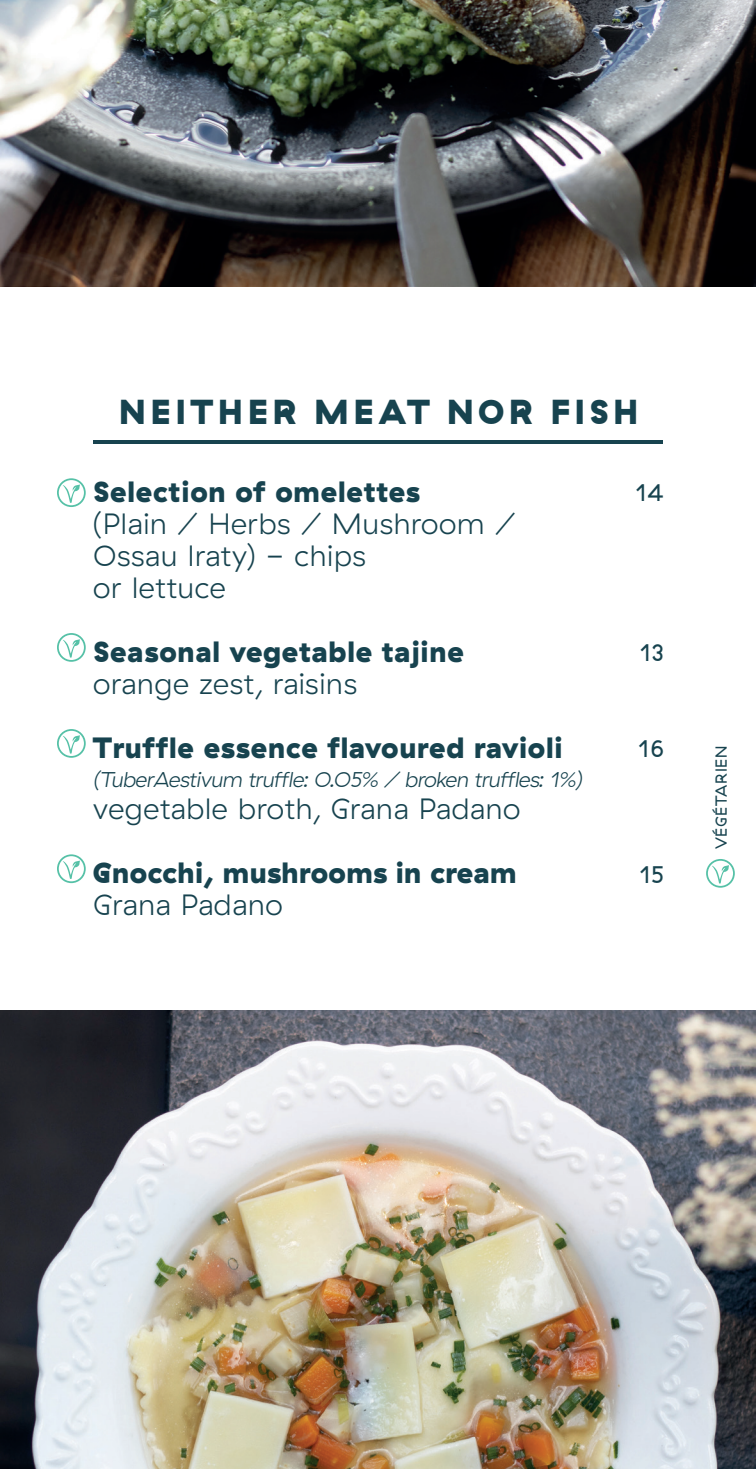 NEITHER MEAT NOR FISH
Selection of omelettes 14
(Plain / Herbs / Mushroom /
Ossau Iraty) – chips
or lettuce
Seasonal vegetable tajine 13
orange zest, raisins
Truffle essence flavoured ravioli 16
(TuberAestivum truffle: 0.05% / broken truffles: 1%)
vegetable broth, Grana Padano
Gnocchi, mushrooms in cream 15
Grana Padano
VÉGÉTARIEN